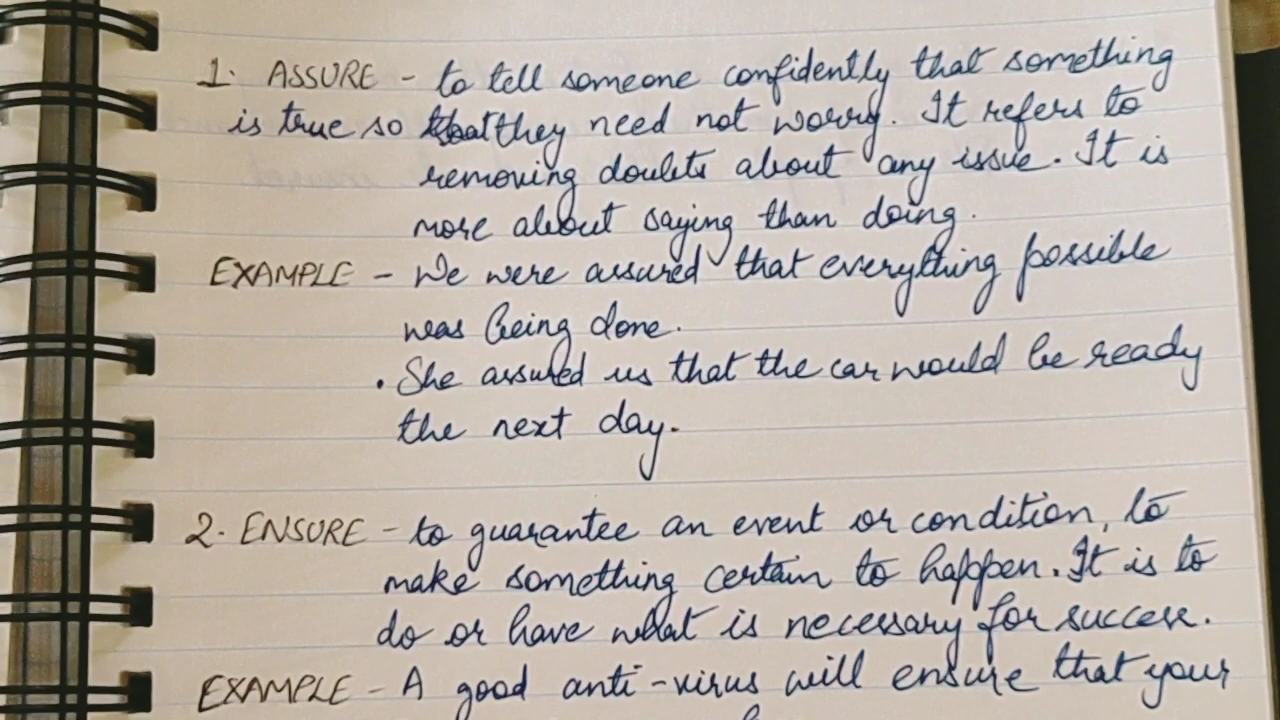 1. ASSURE - to tell someone confidently that something
is true so that they need not worry. It refers to
removing doubts about any issue. It is
more about saying than doing.
EXAMPLE - We were assured that everything possible
was being done.
. She assured us that the car would be ready
the next day.
2. ENSURE - to guarantee an event or condition, to
make something certain to happen. It is to
do or have what is necessary for success.
EXAMPLE - A good anti-virus will ensure that your